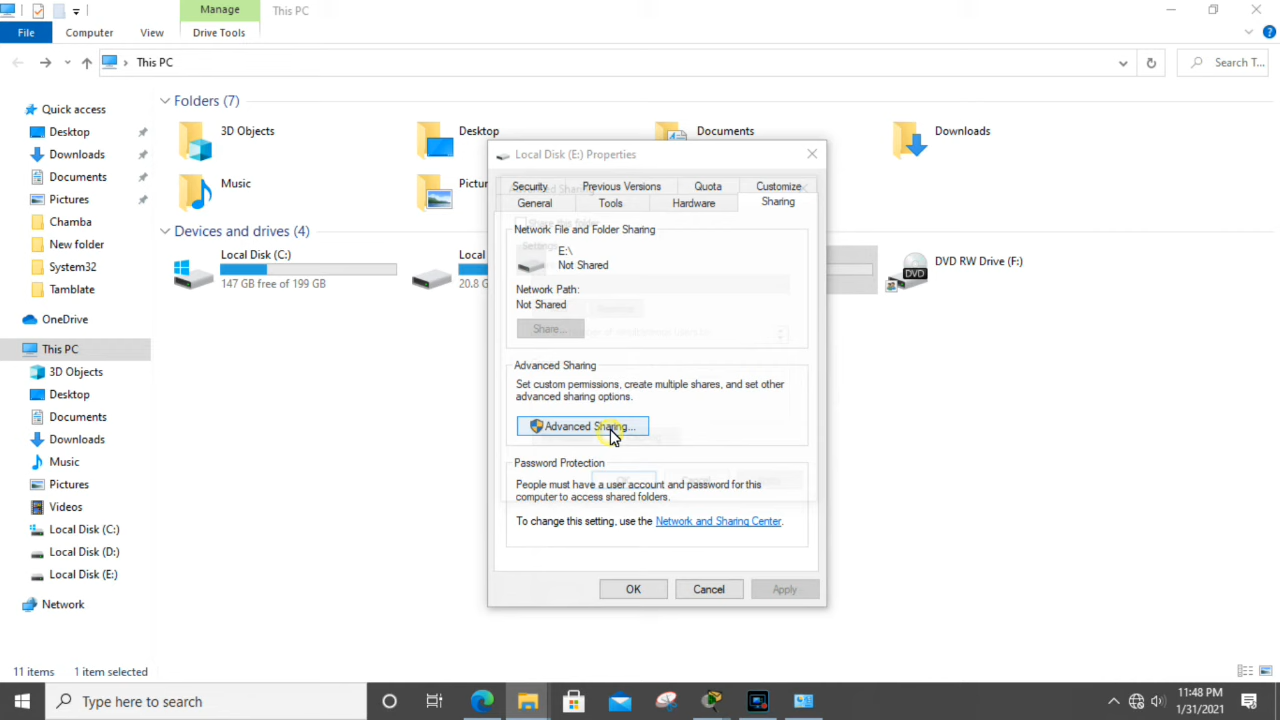 Manage
This PC
File
Computer
View
Drive Tools
This PC
Search T...
Quick access
Desktop
Downloads
Documents
Pictures
Chamba
New folder
System32
Tamblate
OneDrive
This PC
3D Objects
Desktop
Documents
Downloads
Music
Pictures
Videos
Local Disk (C:)
Local Disk (D:)
Local Disk (E:)
Network
Folders (7)
3D Objects
Desktop
Documents
Downloads
Music
Pictur
Devices and drives (4)
Local Disk (C:)
147 GB free of 199 GB
Local
20.8 G
DVD RW Drive (F:)
DVD
Local Disk (E:) Properties
Security
Previous Versions
Quota
Customize
General
Tools
Hardware
Sharing
Network File and Folder Sharing
E:\
Not Shared
Network Path:
Not Shared
Share...
Advanced Sharing
Set custom permissions, create multiple shares, and set other
advanced sharing options.
Advanced Sharing...
Password Protection
People must have a user account and password for this
computer to access shared folders.
To change this setting, use the Network and Sharing Center.
OK
Cancel
Apply
11 items
1 item selected
Type here to search
11:48 PM
1/31/2021